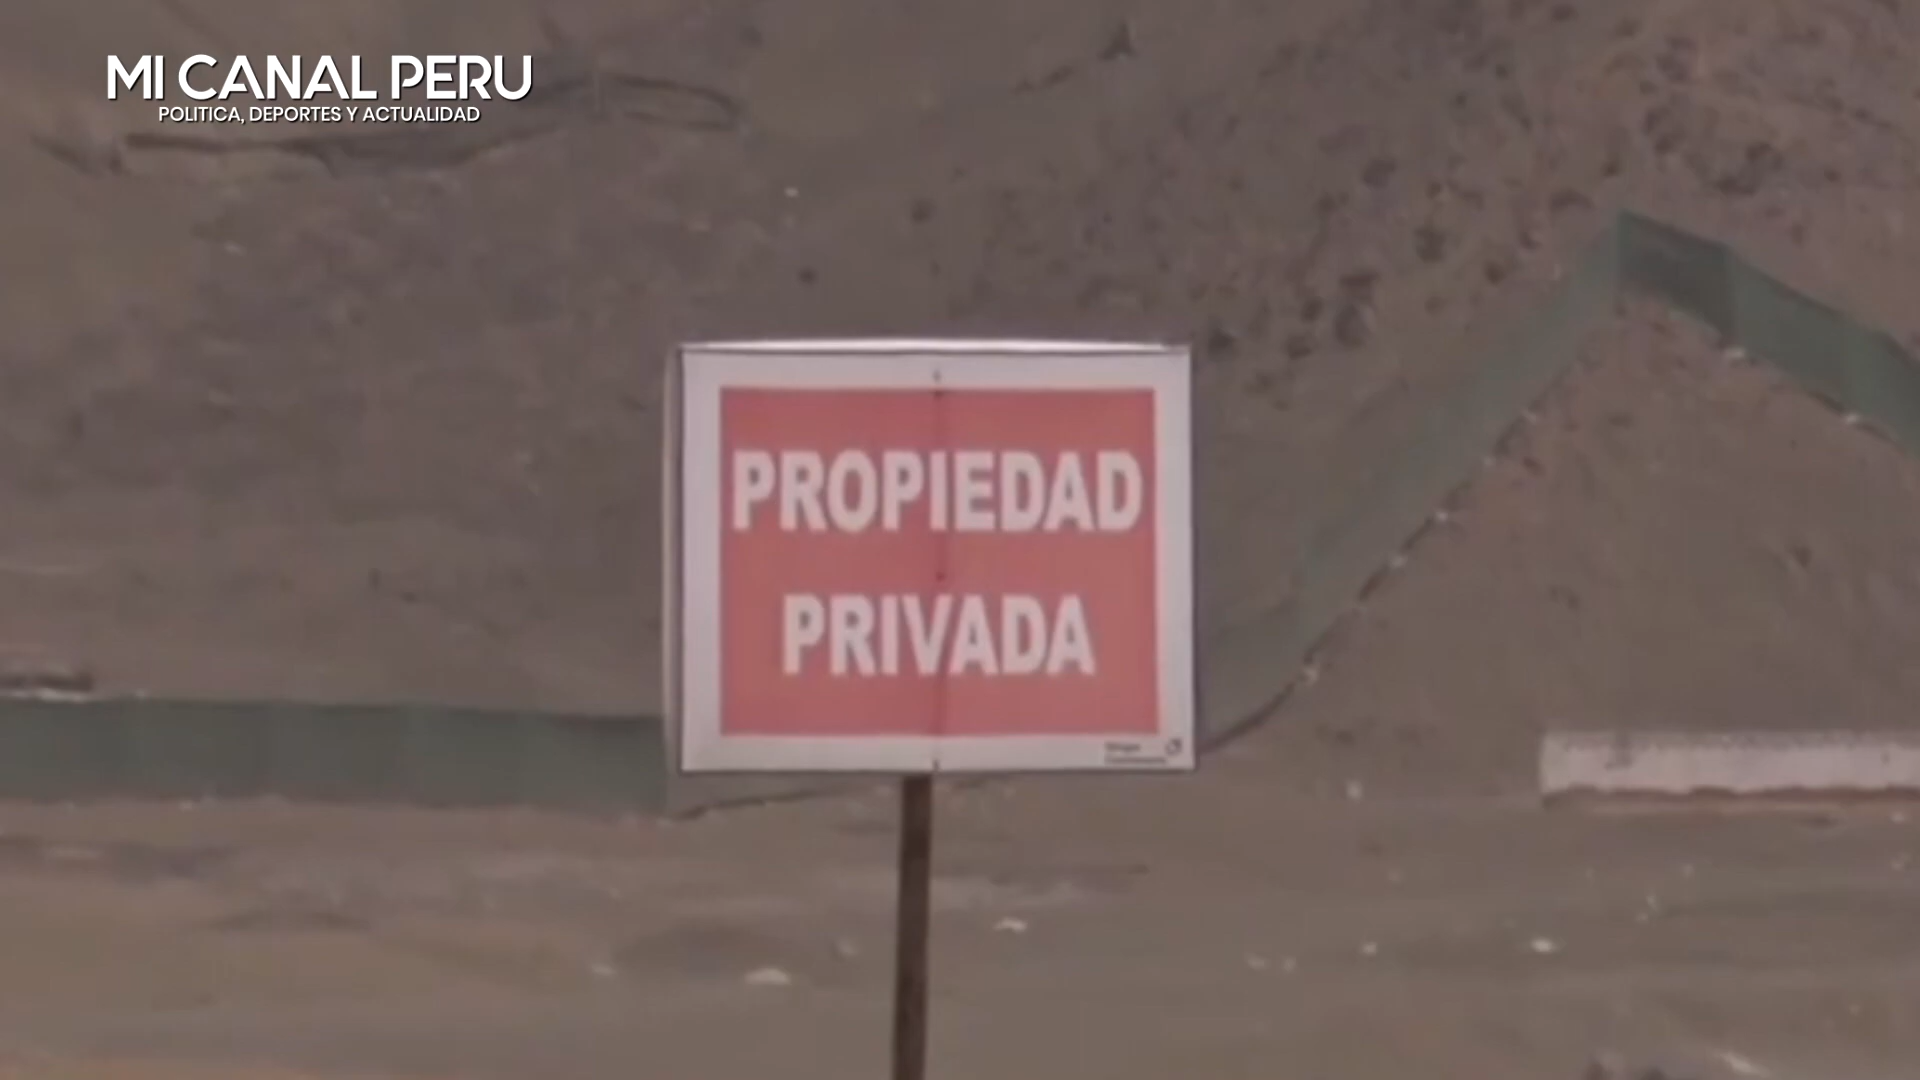 MI CANAL PERU
POLITICA, DEPORTES Y ACTUALIDAD
PROPIEDAD
PRIVADA